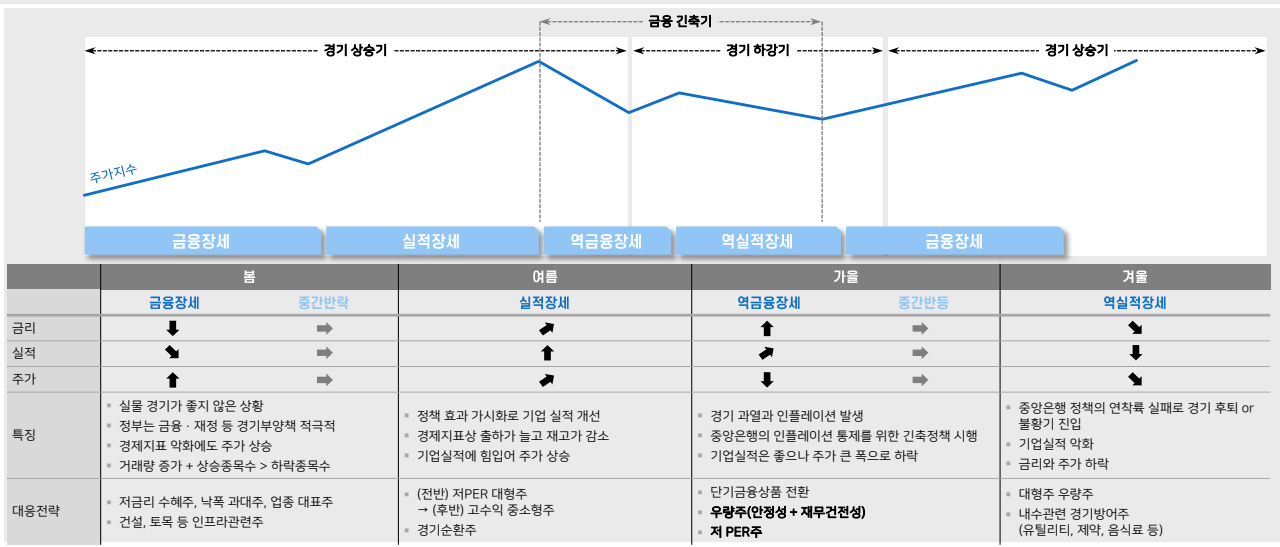 금융 긴축기
경기 상승기
경기 하강기
경기 상승기
주가지수
금융장세
실적장세
역금융장세
역실적장세
금융장세
봄
여름
가을
겨울
금융장세
중간반락
실적장세
역금융장세
중간반등
역실적장세
금리
실적
주가
특징
실물 경기가 좋지 않은 상황
정부는 금융 · 재정 등 경기부양책 적극적
경제지표 악화에도 주가 상승
거래량 증가 + 상승종목수 > 하락종목수
정책 효과 가시화로 기업 실적 개선
경제지표상 출하가 늘고 재고가 감소
기업실적에 힘입어 주가 상승
경기 과열과 인플레이션 발생
중앙은행의 인플레이션 통제를 위한 긴축정책 시행
기업실적은 좋으나 주가 큰 폭으로 하락
중앙은행 정책의 연착륙 실패로 경기 후퇴 or
불황기 진입
기업실적 악화
금리와 주가 하락
대응전략
저금리 수혜주, 낙폭 과대주, 업종 대표주
건설, 토목 등 인프라관련주
(전반) 저PER 대형주
→ (후반) 고수익 중소형주
경기순환주
단기금융상품 전환
우량주(안정성 + 재무건전성)
저 PER주
대형주 우량주
내수관련 경기방어주
(유틸리티, 제약, 음식료 등)